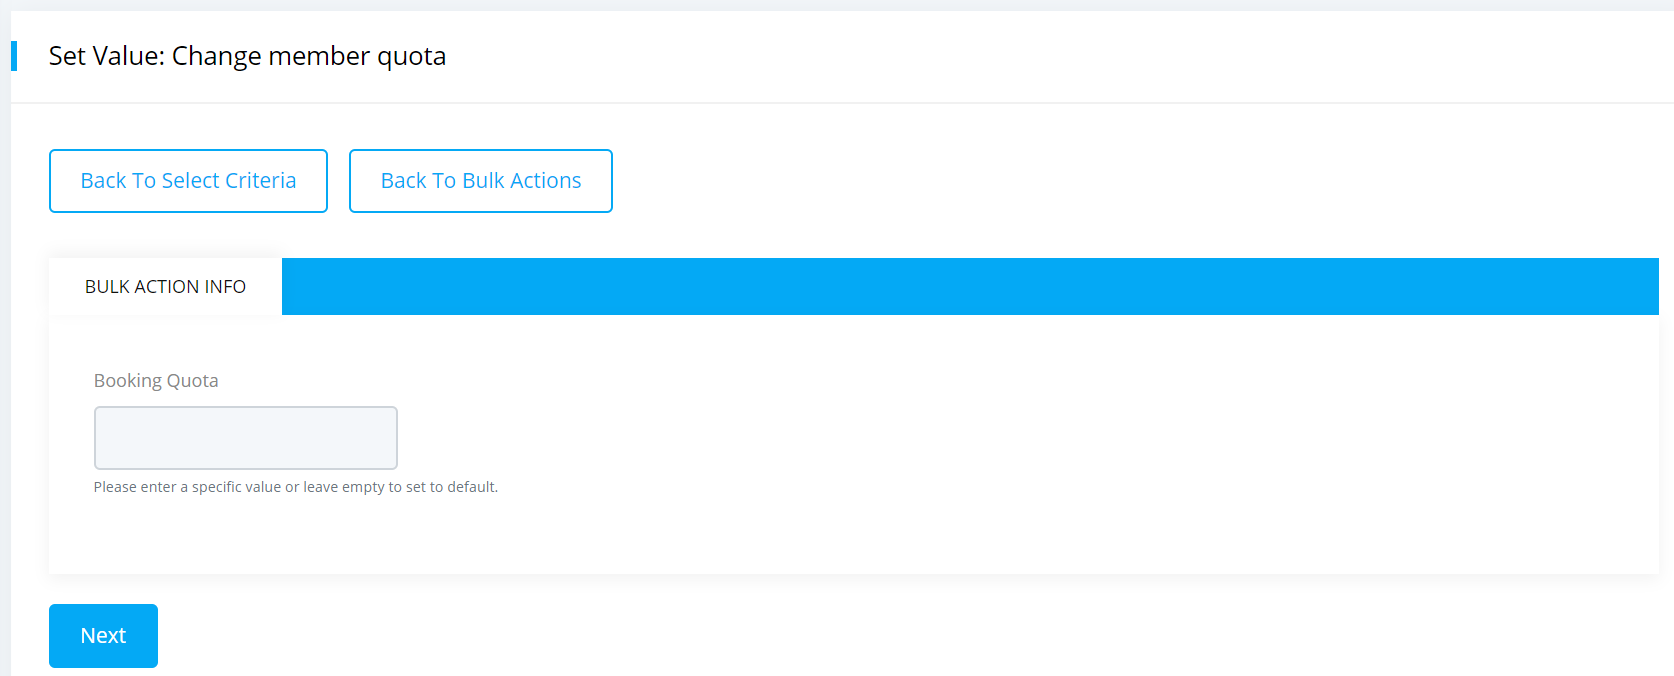 Set Value: Change member quota
Back To Select Criteria
Back To Bulk Actions
BULK ACTION INFO
Booking Quota
Please enter a specific value or leave empty to set to default.
Next